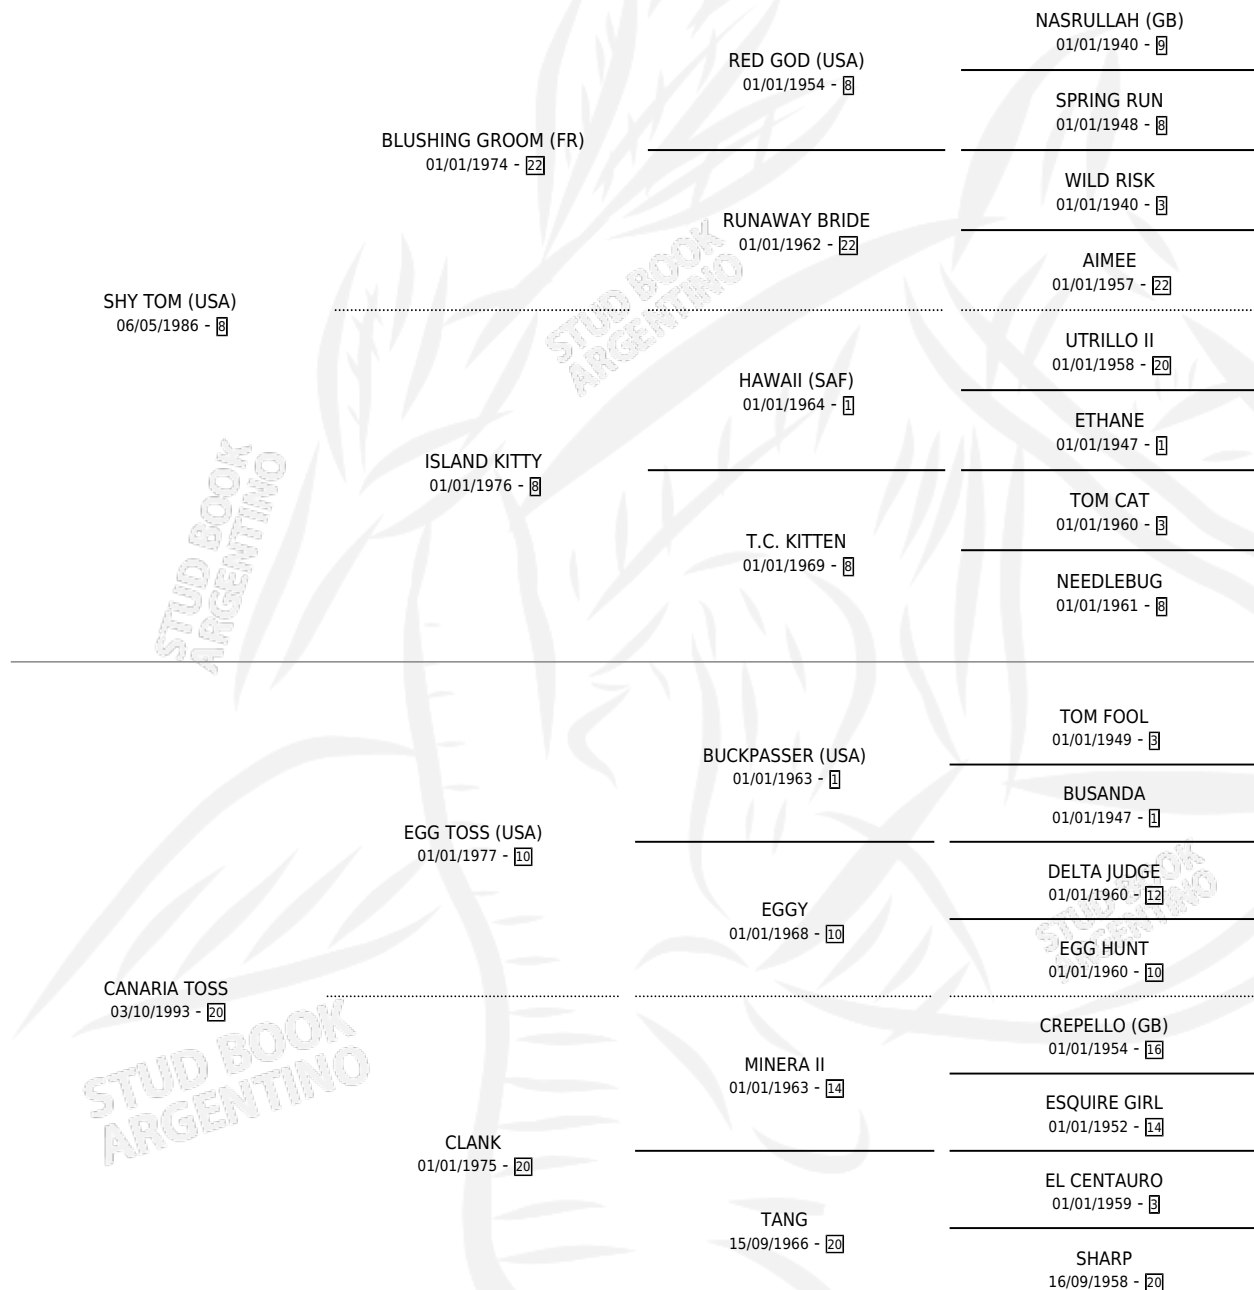 NASRULLAH (GB)
01/01/1940 - 9
RED GOD (USA)
01/01/1954 - 8
SPRING RUN
01/01/1948 - 8
BLUSHING GROOM (FR)
01/01/1974 - 22
WILD RISK
01/01/1940 - 3
RUNAWAY BRIDE
01/01/1962 - 22
AIMEE
01/01/1957 - 22
SHY TOM (USA)
06/05/1986 - 8
UTRILLO II
01/01/1958 - 20
HAWAII (SAF)
01/01/1964 - 1
ETHANE
01/01/1947 - 1
ISLAND KITTY
01/01/1976 - 8
TOM CAT
01/01/1960 - 3
T.C. KITTEN
01/01/1969 - 8
NEEDLEBUG
01/01/1961 - 8
TOM FOOL
01/01/1949 - 3
BUCKPASSER (USA)
01/01/1963 - 1
BUSANDA
01/01/1947 - 1
EGG TOSS (USA)
01/01/1977 - 10
DELTA JUDGE
01/01/1960 - 12
EGGY
01/01/1968 - 10
EGG HUNT
01/01/1960 - 10
CANARIA TOSS
03/10/1993 - 20
CREPELLO (GB)
01/01/1954 - 16
MINERA II
01/01/1963 - 14
ESQUIRE GIRL
01/01/1952 - 14
CLANK
01/01/1975 - 20
EL CENTAURO
01/01/1959 - 3
TANG
15/09/1966 - 20
SHARP
16/09/1958 - 20
STUD BOOK
ARGENTINO
STUD BOOK
ARGENTINO
STUD BOOK
ARGENTINO
STUD BOOK
ARGENTINO